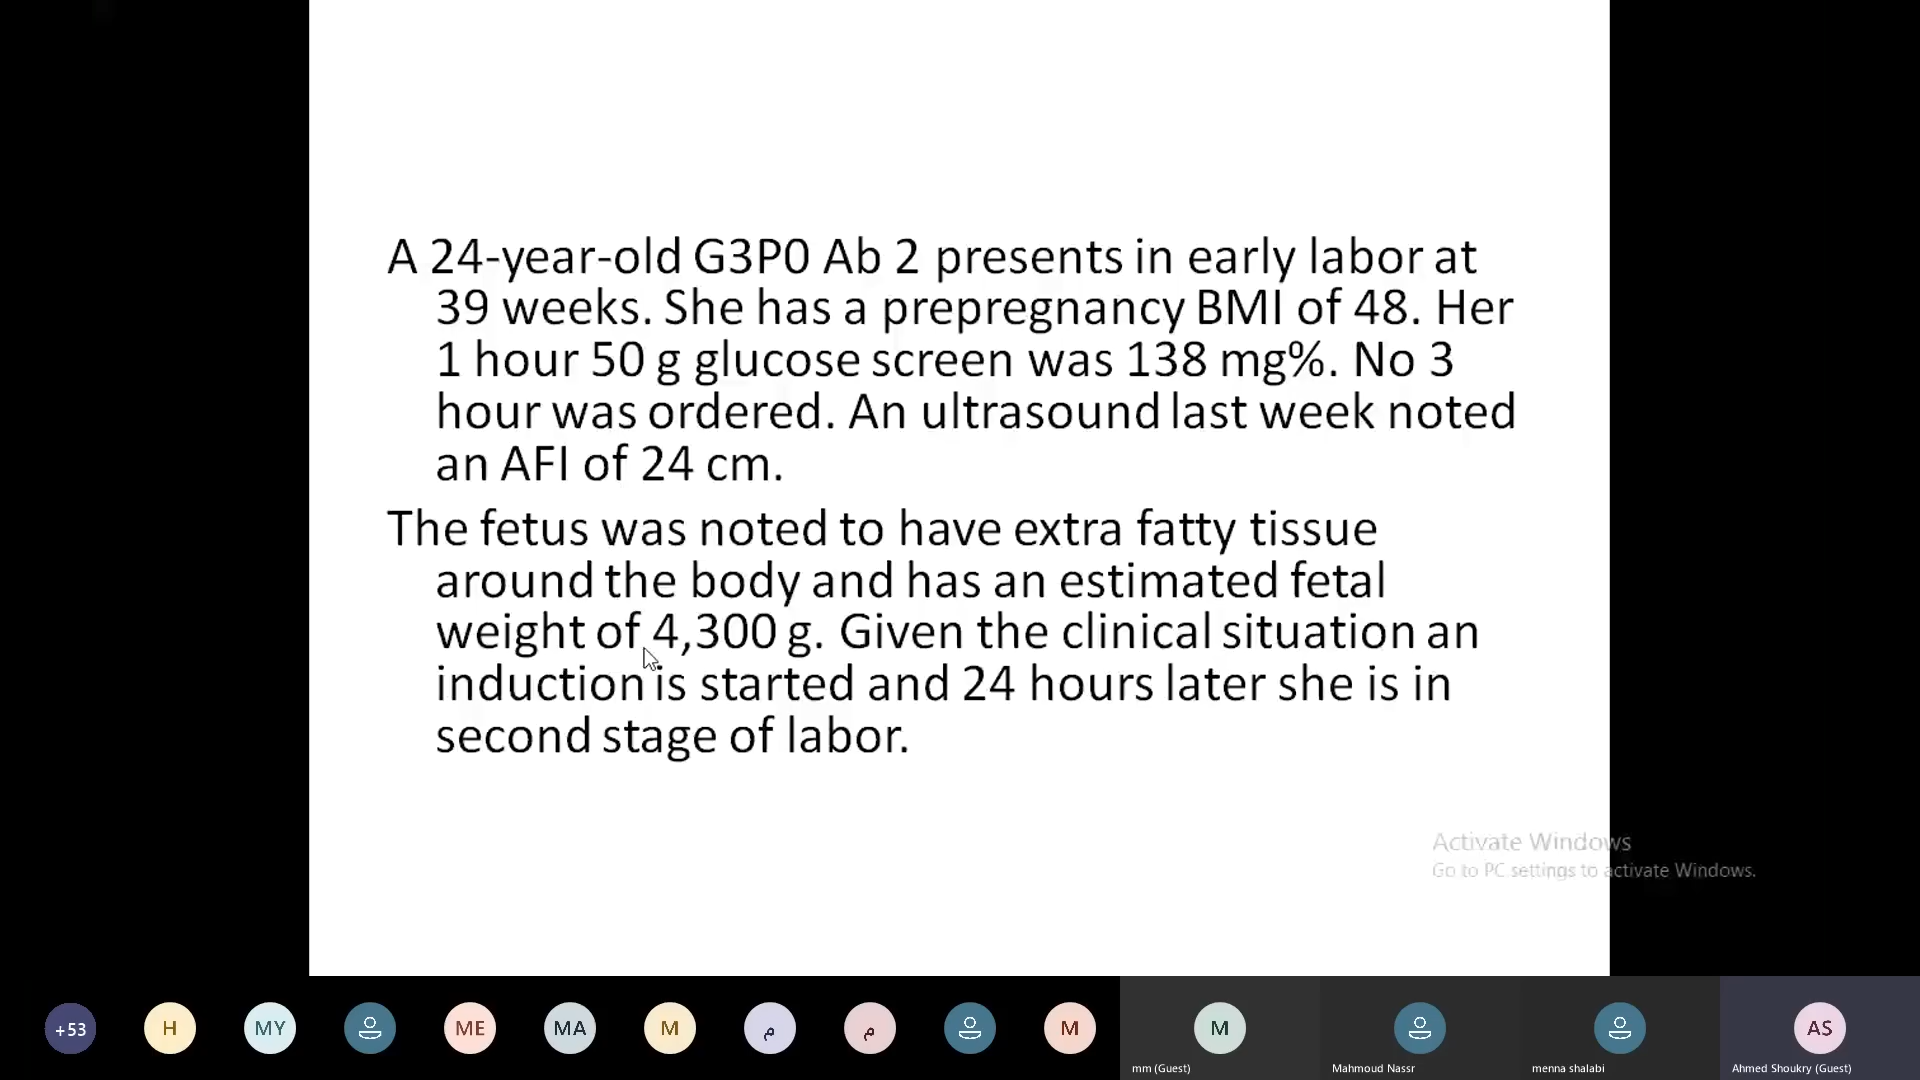 A 24-year-old G3P0 Ab 2 presents in early labor at
39 weeks. She has a prepregnancy BMI of 48. Her
1 hour 50 g glucose screen was 138 mg%. No 3
hour was ordered. An ultrasound last week noted
an AFI of 24 cm.
The fetus was noted to have extra fatty tissue
around the body and has an estimated fetal
weight of 4,300 g. Given the clinical situation an
induction is started and 24 hours later she is in
second stage of labor.
Activate Windows
Go to PC settings to activate Windows.
+53 H MY ME MA M م م M M AS
mm (Guest) Mahmoud Nassr menna shalabi Ahmed Shoukry (Guest)